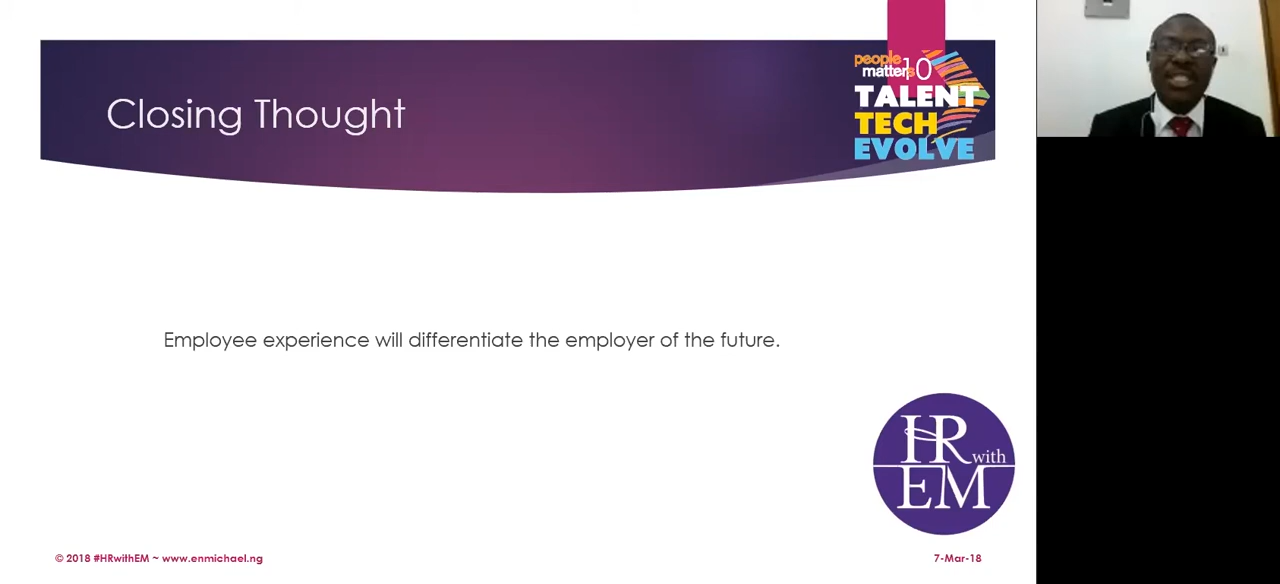 Closing Thought
people
matters 10
TALENT
TECH
EVOLVE
Employee experience will differentiate the employer of the future.
HR
with
EM
© 2018 #HRwithEM ~ www.enmichael.ng
7-Mar-18